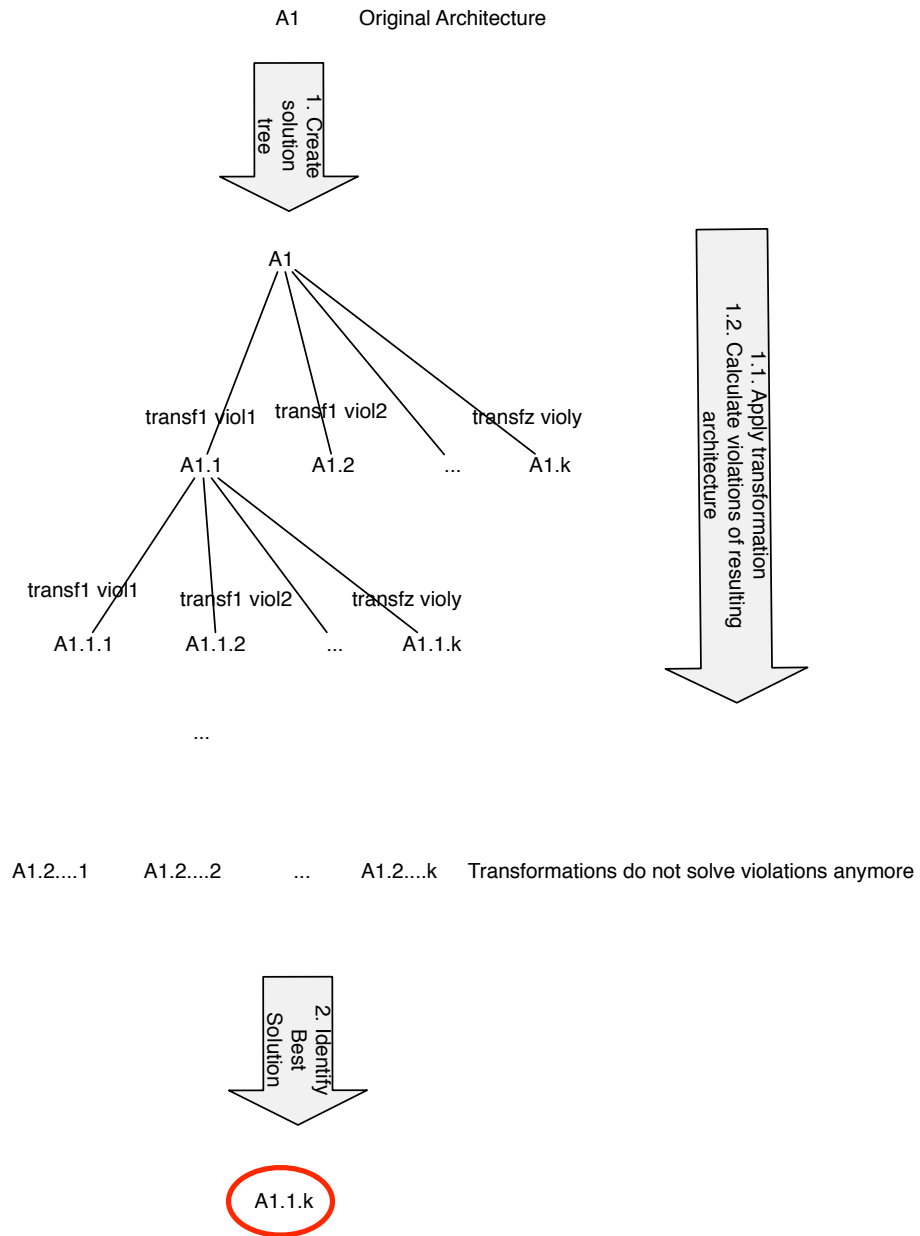 A1 Original Architecture
1. Create
solution
tree
A1
1.1. Apply transformation
1.2. Calculate violations of resulting
architecture
transf1 viol1 transf1 viol2 transfz violy
A1.1 A1.2 ... A1.k
transf1 viol1 transf1 viol2 transfz violy
A1.1.1 A1.1.2 ... A1.1.k
...
A1.2....1 A1.2....2 ... A1.2....k Transformations do not solve violations anymore
2. Identify
Best
Solution
A1.1.k